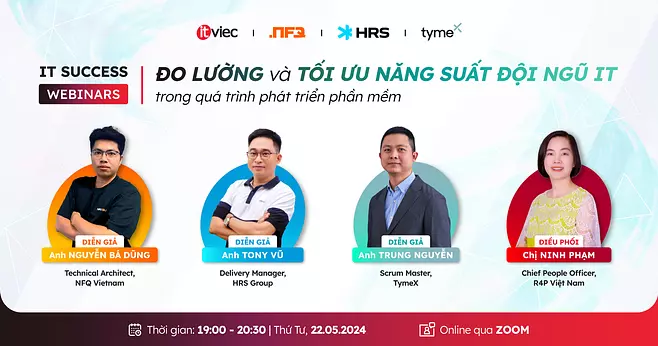 itviec | .NFQ | HRS | tymeX
IT SUCCESS
WEBINARS
ĐO LƯỜNG và TỐI ƯU NĂNG SUẤT ĐỘI NGŨ IT
trong quá trình phát triển phần mềm
DIỄN GIẢ
Anh NGUYỄN BÁ DŨNG
Technical Architect,
NFQ Vietnam
DIỄN GIẢ
Anh TONY VŨ
Delivery Manager,
HRS Group
DIỄN GIẢ
Anh TRUNG NGUYỄN
Scrum Master,
TymeX
ĐIỀU PHỐI
Chị NINH PHẠM
Chief People Officer,
R4P Việt Nam
Thời gian: 19:00 - 20:30 | Thứ Tư, 22.05.2024
Online qua ZOOM